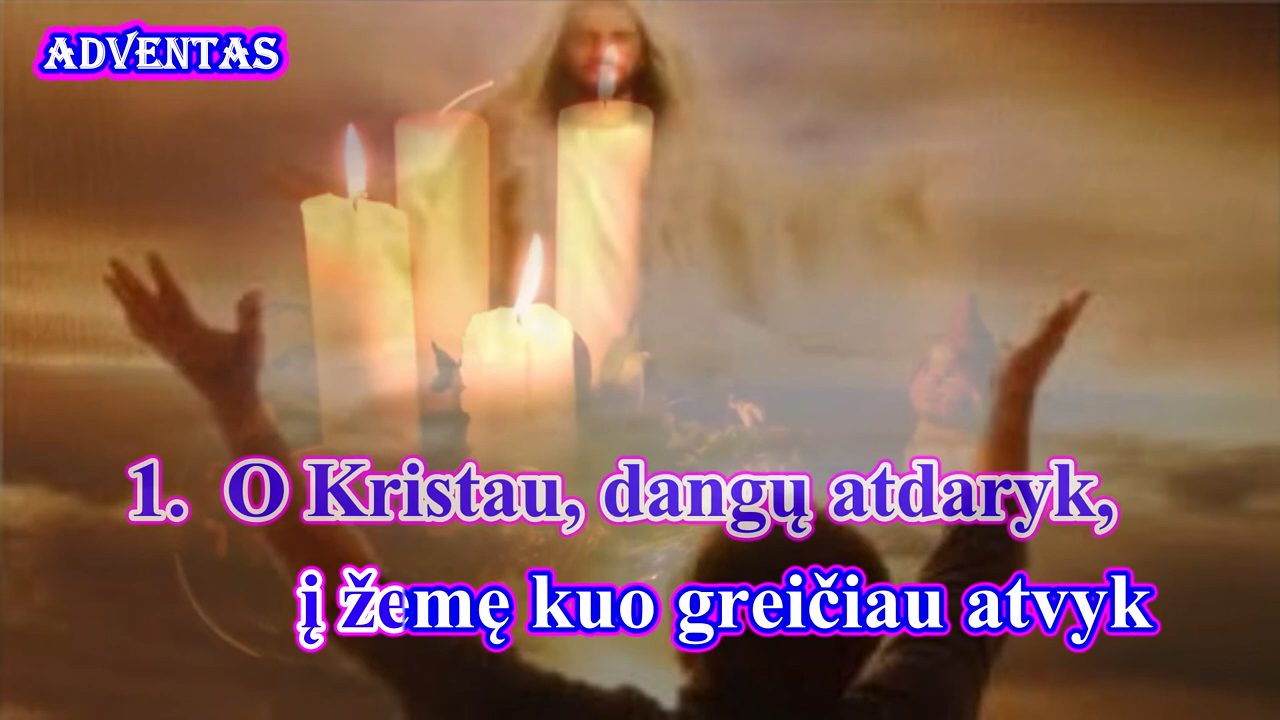 ADVENTAS
1. O Kristau, dangų atdaryk,
į žemę kuo greičiau atvyk